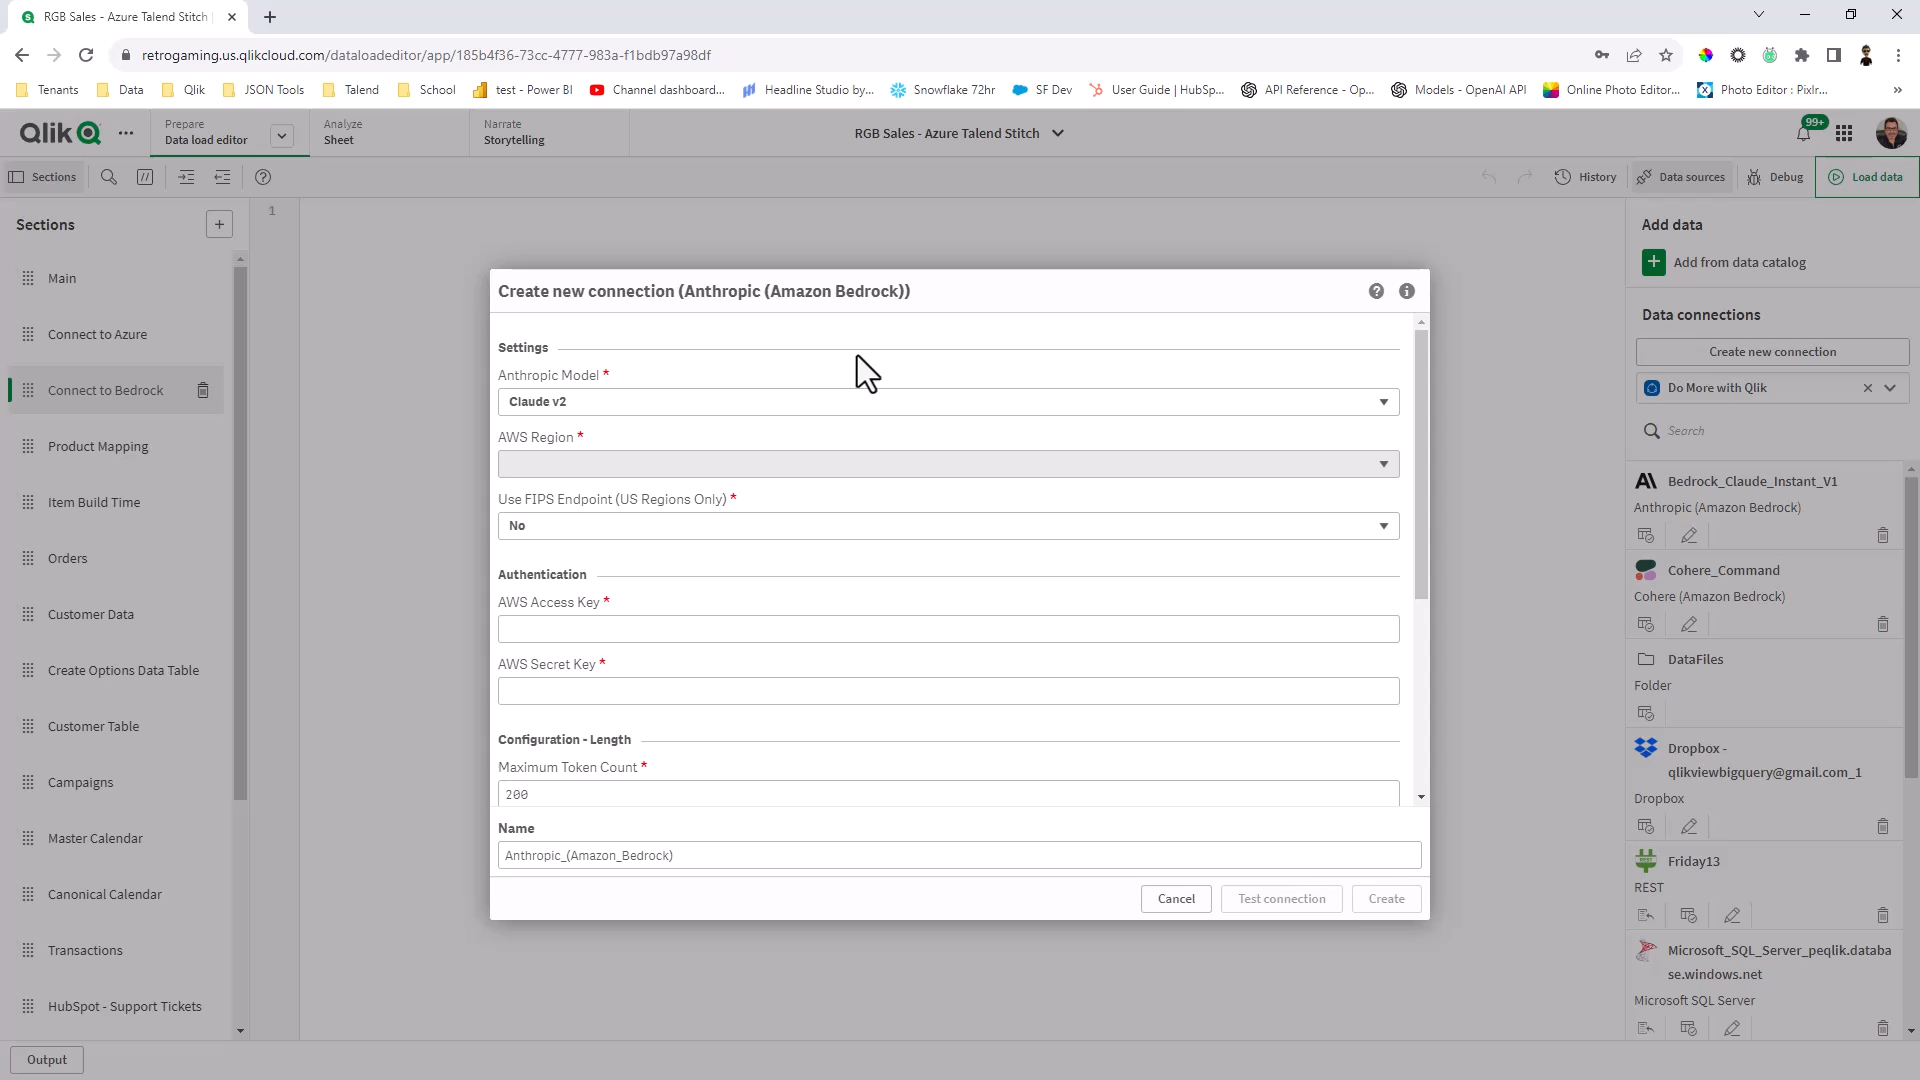 RGB Sales - Azure Talend Stitch
retrogaming.us.qlikcloud.com/dataloadeditor/app/185b4f36-73cc-4777-983a-f1bdb97a98df
Tenants
Data
Qlik
JSON Tools
Talend
School
test - Power BI
Channel dashboard...
Headline Studio by...
Snowflake 72hr
SF Dev
User Guide | HubSp...
API Reference - Op...
Models - OpenAI API
Online Photo Editor...
Photo Editor : Pixlr...
»
Qlik
Prepare
Data load editor
Analyze
Sheet
Narrate
Storytelling
RGB Sales - Azure Talend Stitch
99+
Sections
//
History
Data sources
Debug
Load data
Sections
Main
Connect to Azure
Connect to Bedrock
Product Mapping
Item Build Time
Orders
Customer Data
Create Options Data Table
Customer Table
Campaigns
Master Calendar
Canonical Calendar
Transactions
HubSpot - Support Tickets
1
Create new connection (Anthropic (Amazon Bedrock))
Settings
Anthropic Model *
Claude v2
AWS Region *
Use FIPS Endpoint (US Regions Only) *
No
Authentication
AWS Access Key *
AWS Secret Key *
Configuration - Length
Maximum Token Count *
200
Name
Anthropic_(Amazon_Bedrock)
Cancel
Test connection
Create
Add data
Add from data catalog
Data connections
Create new connection
Do More with Qlik
Search
Bedrock_Claude_Instant_V1
Anthropic (Amazon Bedrock)
Cohere_Command
Cohere (Amazon Bedrock)
DataFiles
Folder
Dropbox -
qlikviewbigquery@gmail.com_1
Dropbox
Friday13
REST
Microsoft_SQL_Server_peqlik.databa
se.windows.net
Microsoft SQL Server
Output